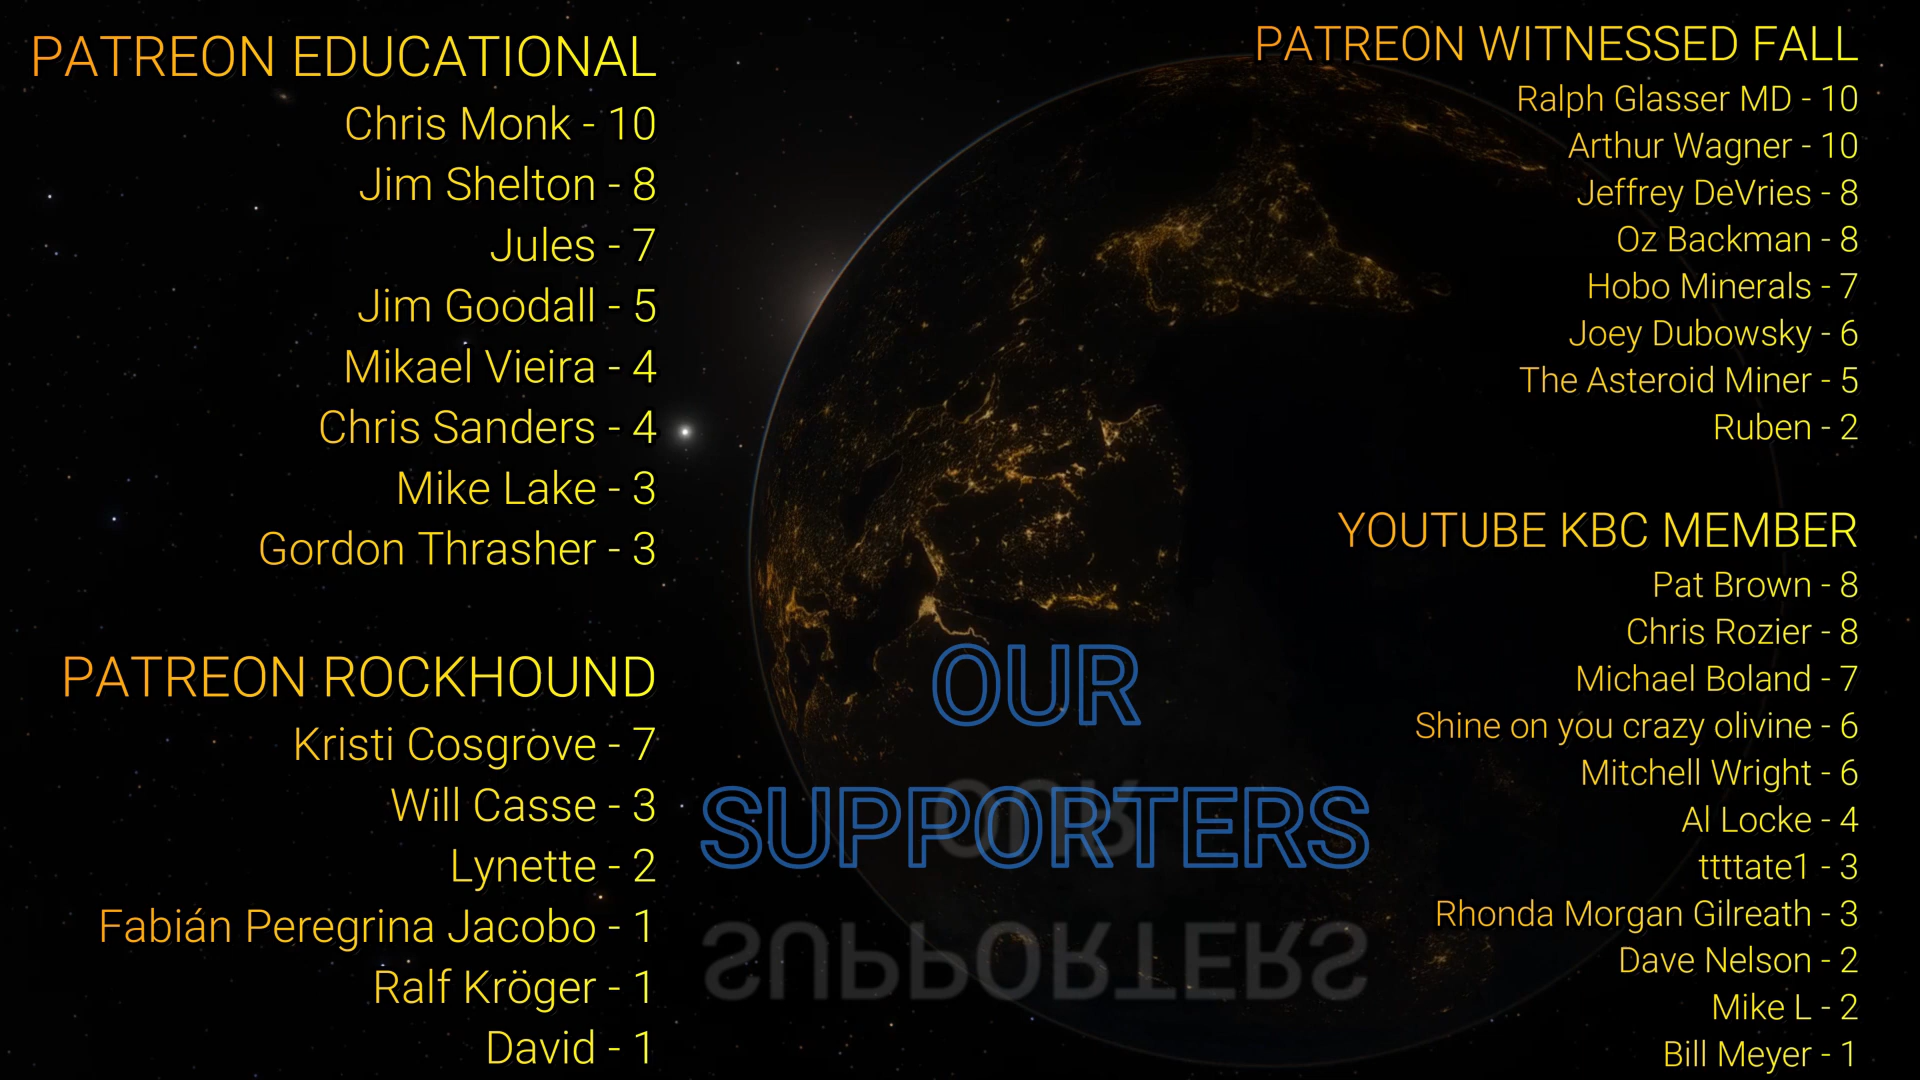 PATREON EDUCATIONAL
Chris Monk - 10
Jim Shelton - 8
Jules - 7
Jim Goodall - 5
Mikael Vieira - 4
Chris Sanders - 4
Mike Lake - 3
Gordon Thrasher - 3
PATREON ROCKHOUND
Kristi Cosgrove - 7
Will Casse - 3
Lynette - 2
Fabián Peregrina Jacobo - 1
Ralf Kröger - 1
David - 1
OUR
SUPPORTERS
PATREON WITNESSED FALL
Ralph Glasser MD - 10
Arthur Wagner - 10
Jeffrey DeVries - 8
Oz Backman - 8
Hobo Minerals - 7
Joey Dubowsky - 6
The Asteroid Miner - 5
Ruben - 2
YOUTUBE KBC MEMBER
Pat Brown - 8
Chris Rozier - 8
Michael Boland - 7
Shine on you crazy olivine - 6
Mitchell Wright - 6
Al Locke - 4
ttttate1 - 3
Rhonda Morgan Gilreath - 3
Dave Nelson - 2
Mike L - 2
Bill Meyer - 1